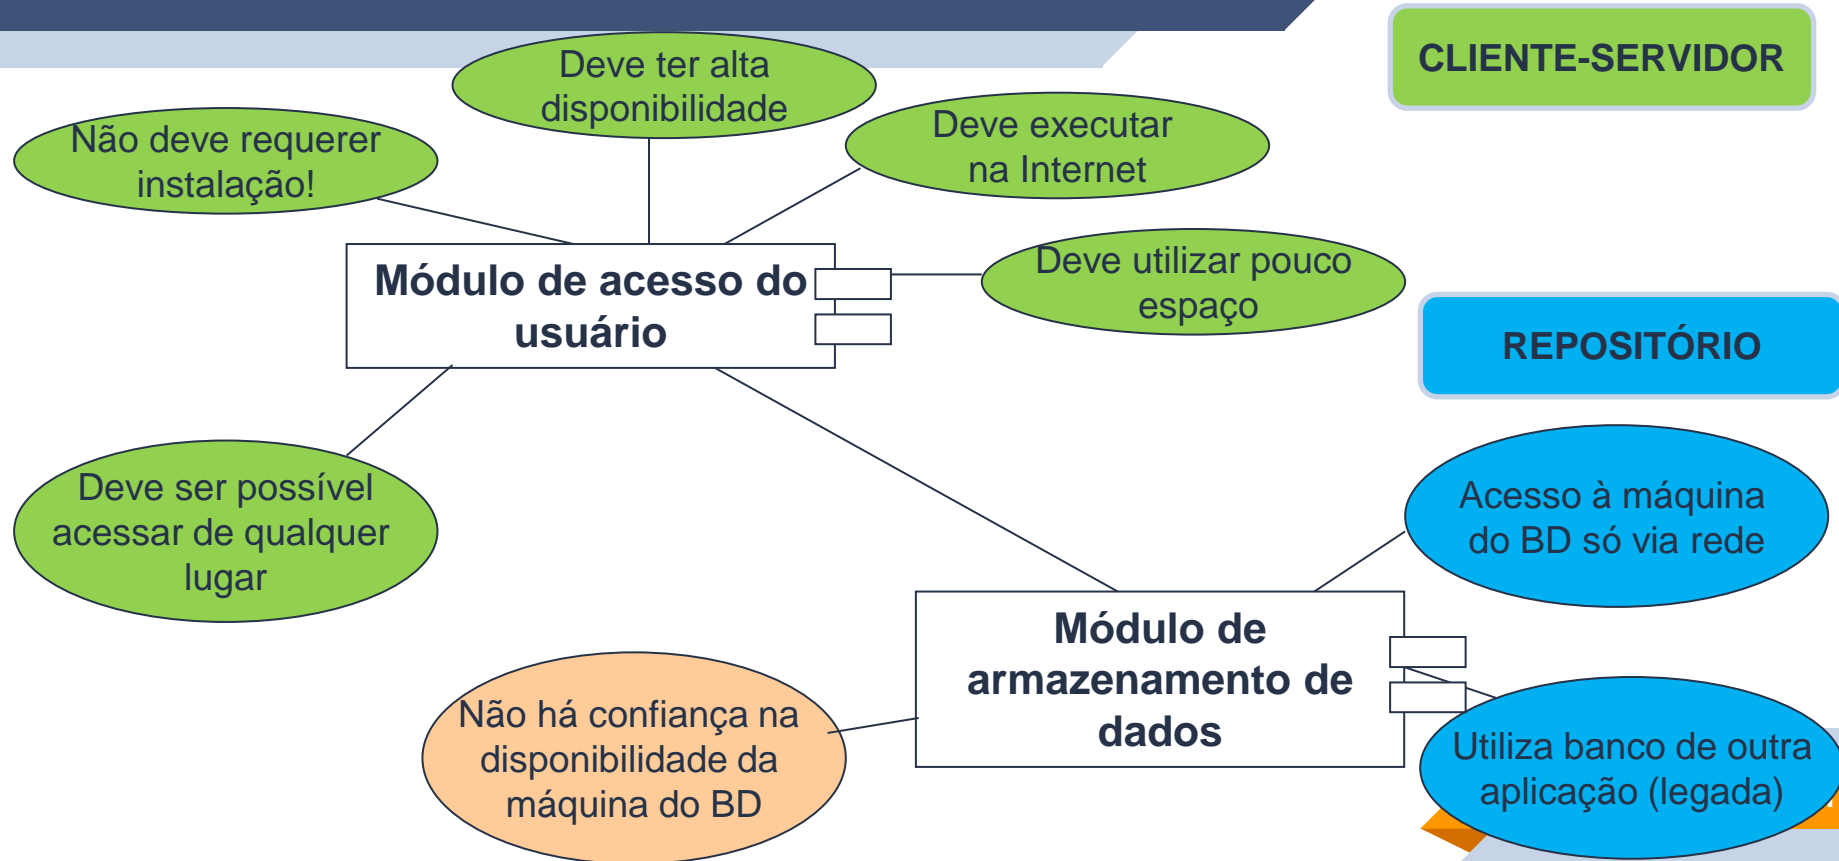 CLIENTE-SERVIDOR
Deve ter alta
disponibilidade
Deve executar
na Internet
Não deve requerer
instalação!
Módulo de acesso do
usuário
Deve utilizar pouco
espaço
REPOSITÓRIO
Deve ser possível
acessar de qualquer
lugar
Acesso à máquina
do BD só via rede
Módulo de
armazenamento de
dados
Não há confiança na
disponibilidade da
máquina do BD
Utiliza banco de outra
aplicação (legada)